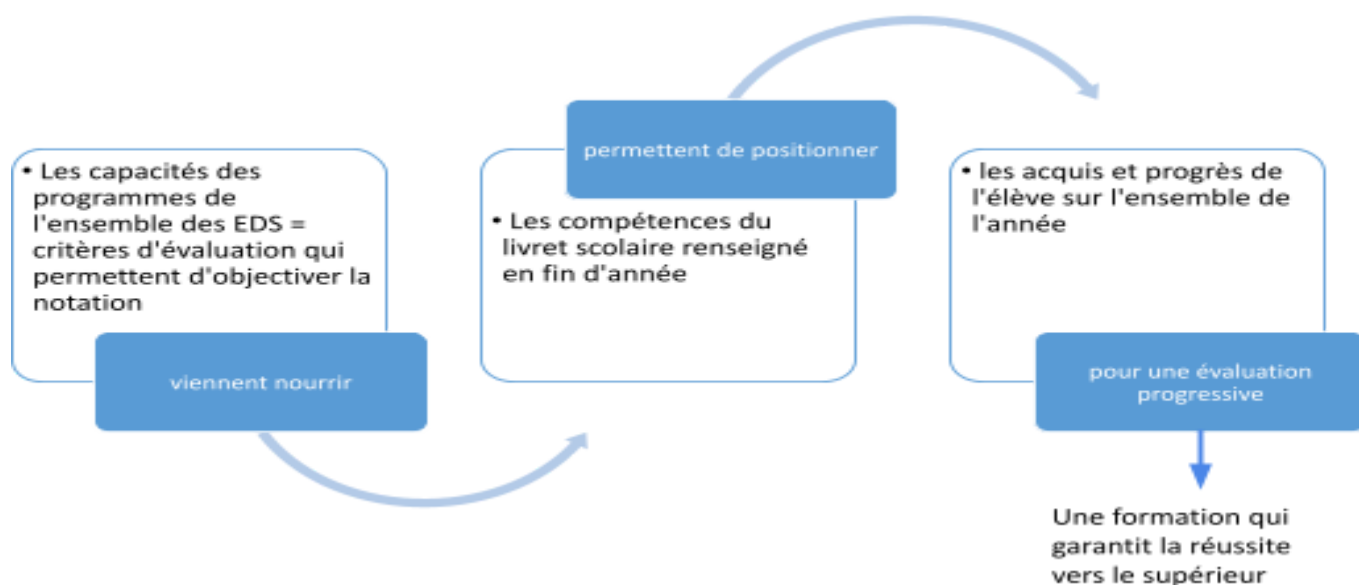 • Les capacités des
programmes de
l'ensemble des EDS =
critères d'évaluation qui
permettent d'objectiver la
notation
viennent nourrir
permettent de positionner
• Les compétences du
livret scolaire renseigné
en fin d'année
• les acquis et progrès de
l'élève sur l'ensemble de
l'année
pour une évaluation
progressive
Une formation qui
garantit la réussite
vers le supérieur